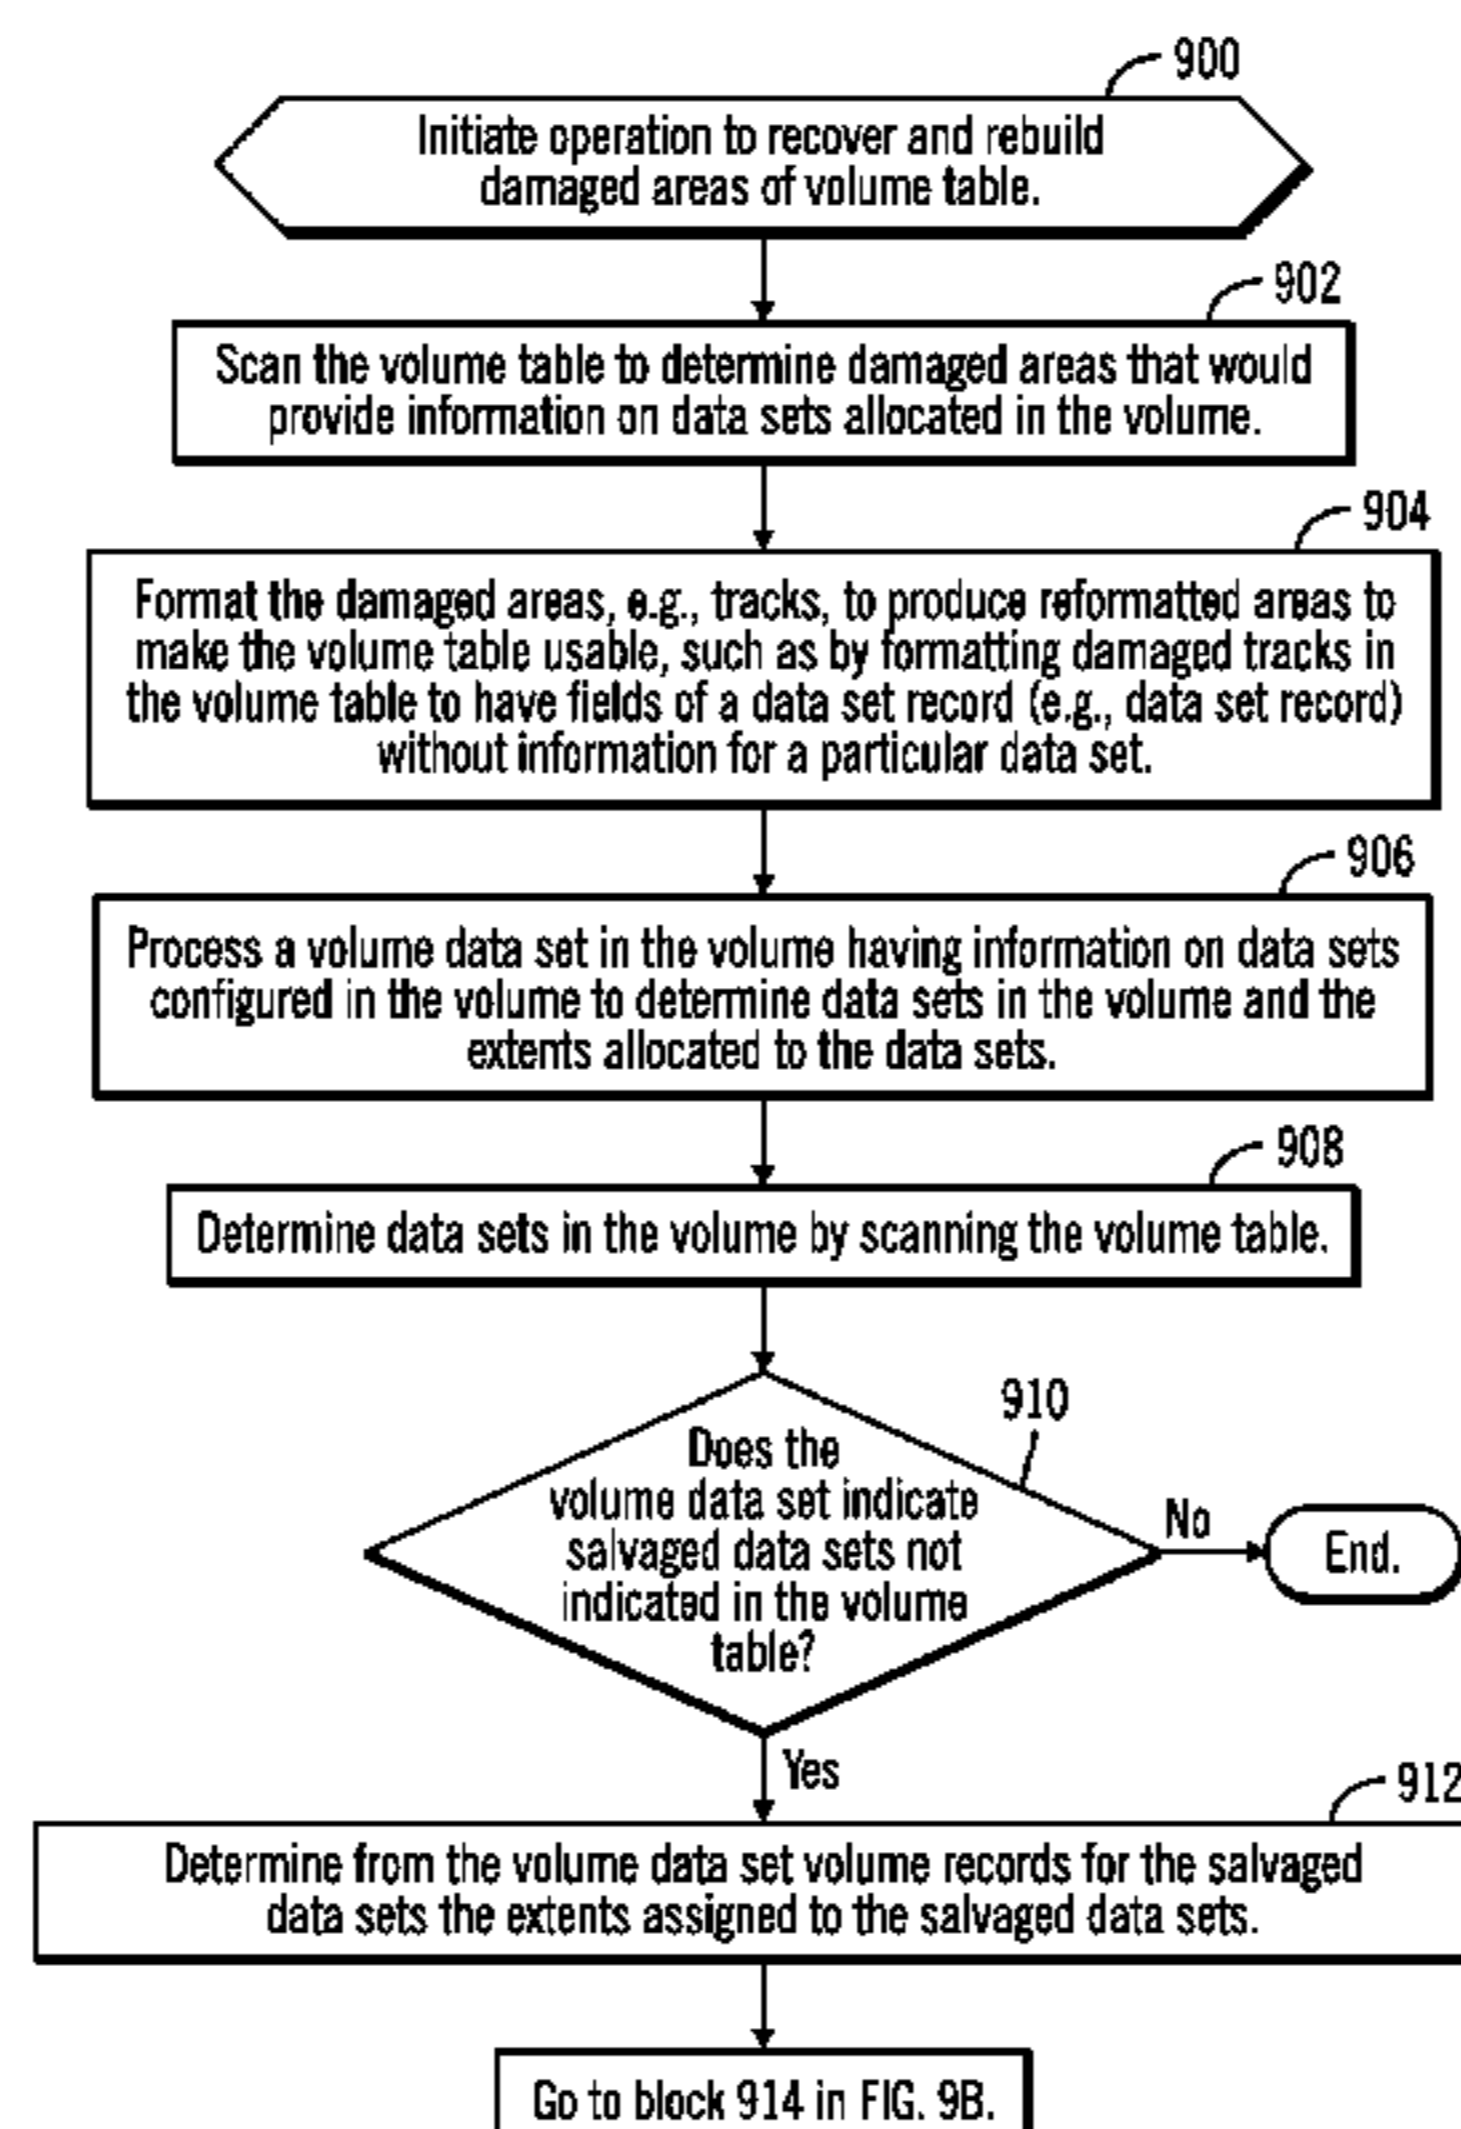 900
Initiate operation to recover and rebuild
damaged areas of volume table.
902
Scan the volume table to determine damaged areas that would
provide information on data sets allocated in the volume.
904
Format the damaged areas, e.g., tracks, to produce reformatted areas to
make the volume table usable, such as by formatting damaged tracks in
the volume table to have fields of a data set record (e.g., data set record)
without information for a particular data set.
906
Process a volume data set in the volume having information on data sets
configured in the volume to determine data sets in the volume and the
extents allocated to the data sets.
908
Determine data sets in the volume by scanning the volume table.
910
Does the
volume data set indicate
salvaged data sets not
indicated in the volume
table?
No
End.
Yes
912
Determine from the volume data set volume records for the salvaged
data sets the extents assigned to the salvaged data sets.
Go to block 914 in FIG. 9B.